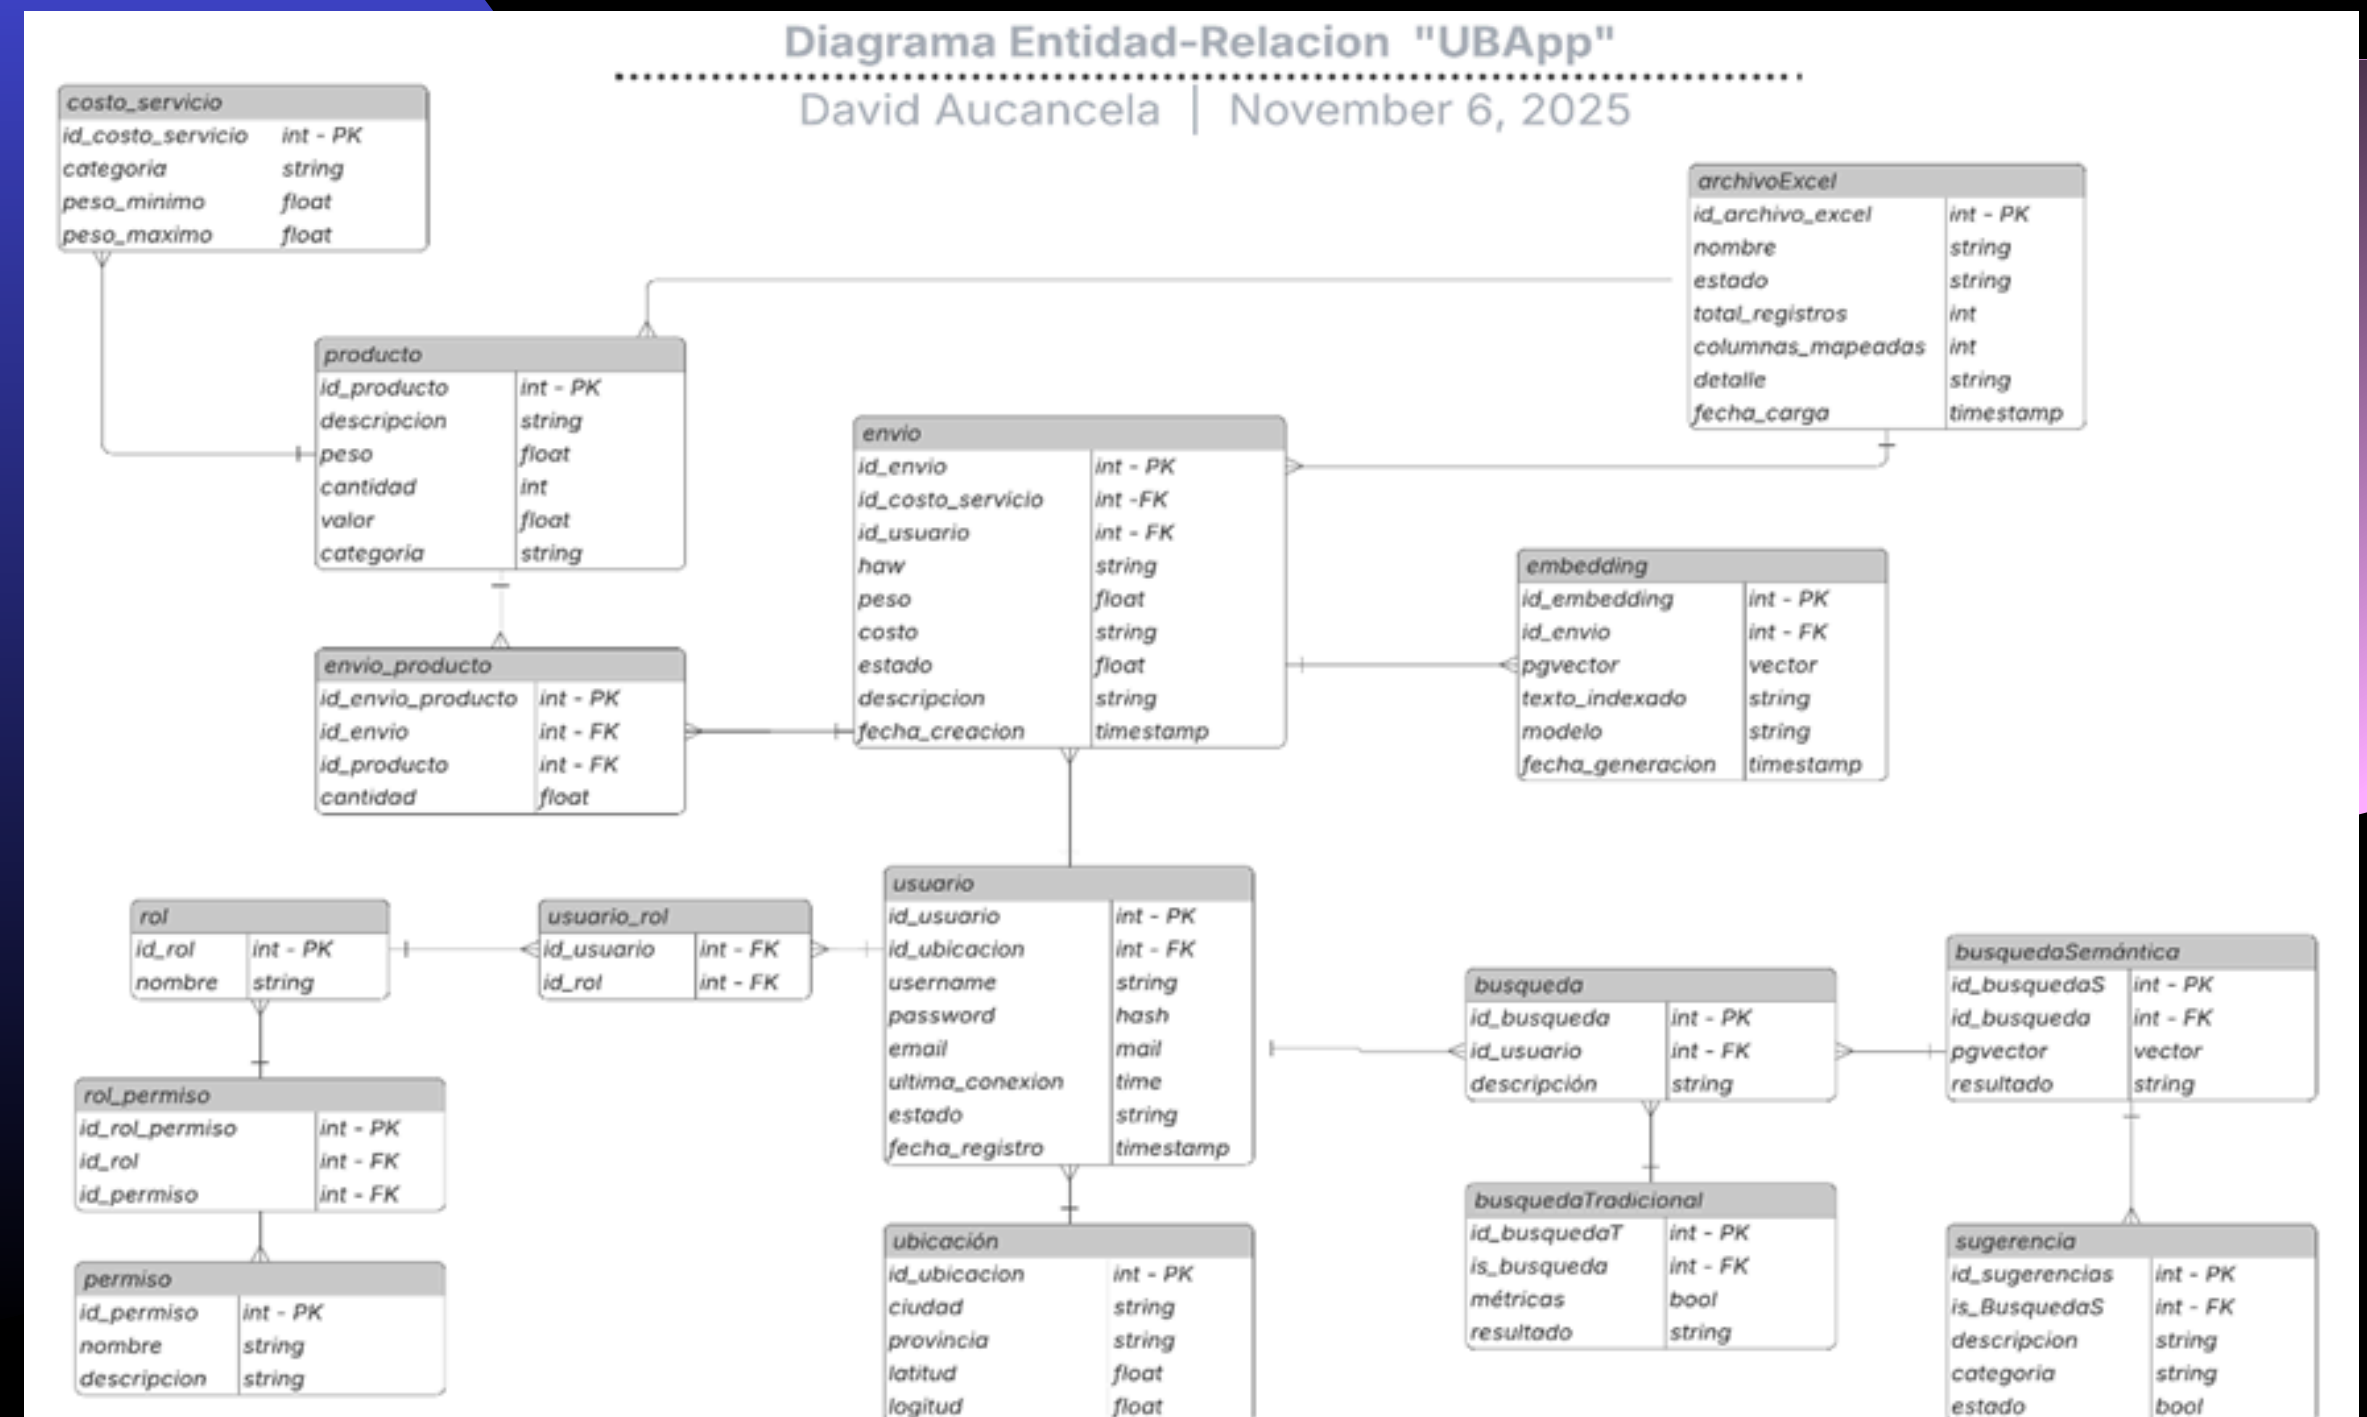 Diagrama Entidad-Relacion "UBApp"
David Aucancela | November 6, 2025
costo_servicio
id_costo_servicio int - PK
categoria string
peso_minimo float
peso_maximo float
archivoExcel
id_archivo_excel int - PK
nombre string
estado string
total_registros int
columnas_mapeadas int
detalle string
fecha_carga timestamp
producto
id_producto int - PK
descripcion string
peso float
cantidad int
valor float
categoria string
envio
id_envio int - PK
id_costo_servicio int -FK
id_usuario int - FK
haw string
peso float
costo string
estado float
descripcion string
fecha_creacion timestamp
embedding
id_embedding int - PK
id_envio int - FK
pgvector vector
texto_indexado string
modelo string
fecha_generacion timestamp
envio_producto
id_envio_producto int - PK
id_envio int - FK
id_producto int - FK
cantidad float
rol
id_rol int - PK
nombre string
usuario_rol
id_usuario int - FK
id_rol int - FK
usuario
id_usuario int - PK
id_ubicacion int - FK
username string
password hash
email mail
ultima_conexion time
estado string
fecha_registro timestamp
busqueda
id_busqueda int - PK
id_usuario int - FK
descripción string
busquedaSemántica
id_busquedaS int - PK
id_busqueda int - FK
pgvector vector
resultado string
rol_permiso
id_rol_permiso int - PK
id_rol int - FK
id_permiso int - FK
busquedaTradicional
id_busquedaT int - PK
is_busqueda int - FK
métricas bool
resultado string
permiso
id_permiso int - PK
nombre string
descripcion string
ubicación
id_ubicacion int - PK
ciudad string
provincia string
latitud float
logitud float
sugerencia
id_sugerencias int - PK
is_BusquedaS int - FK
descripcion string
categoria string
estado bool